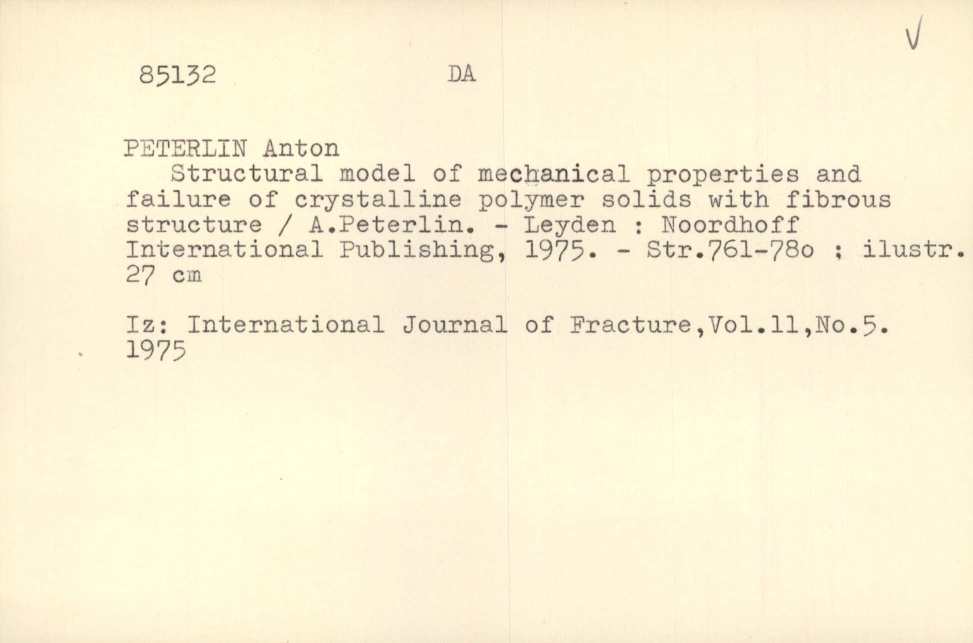 85132 DA
PETERLIN Anton
Structural model of mechanical properties and
failure of crystalline polymer solids with fibrous
structure / A.Peterlin. - Leyden : Noordhoff
International Publishing, 1975. - Str.761-78o ; ilustr.
27 cm
Iz: International Journal of Fracture,Vol.11,No.5.
1975